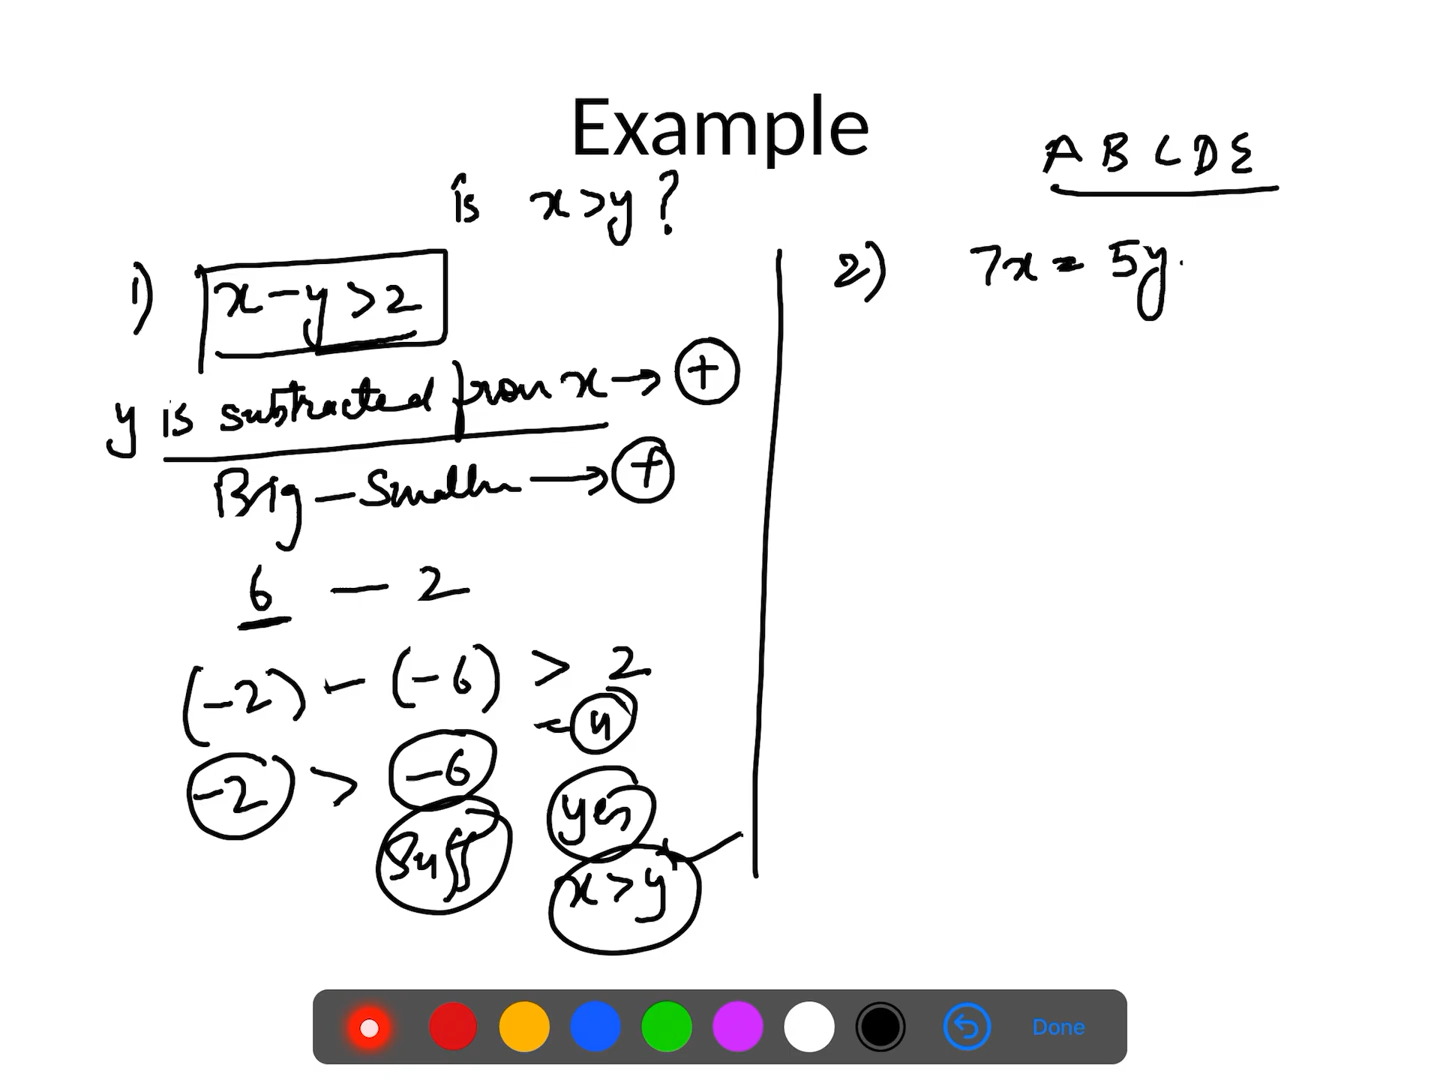 Example
A B C D E
is x>y ?
1) x-y>2
y is subtracted from x → +
Big - Smaller → +
6 - 2
(-2) - (-6) > 2
-2 > -6
yes
Suff
x>y
2) 7x = 5y.
Done